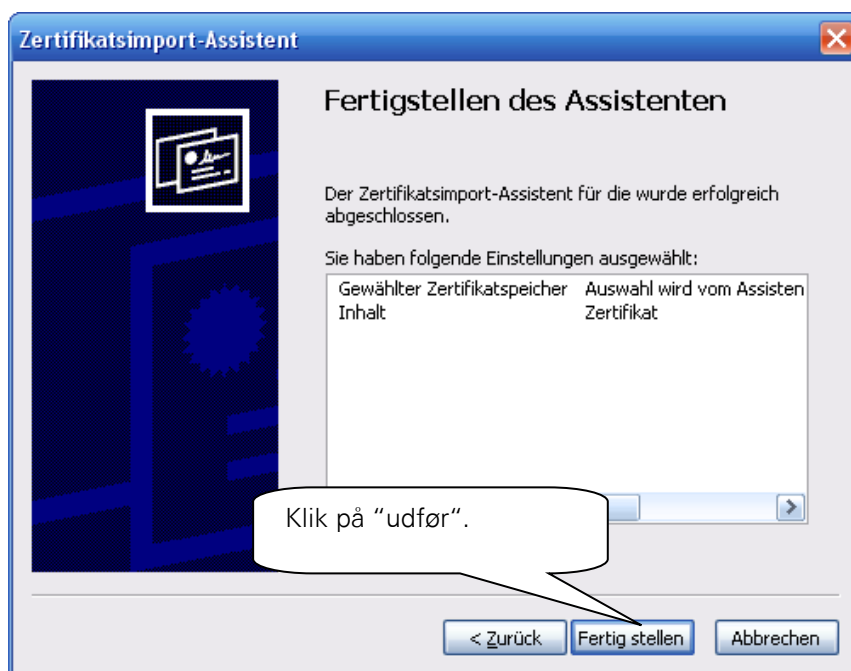 Zertifikatsimport-Assistent
Fertigstellen des Assistenten
Der Zertifikatsimport-Assistent für die wurde erfolgreich
abgeschlossen.
Sie haben folgende Einstellungen ausgewählt:
Gewählter Zertifikatspeicher Auswahl wird vom Assisten
Inhalt Zertifikat
Klik på “udfør“.
< Zurück Fertig stellen Abbrechen